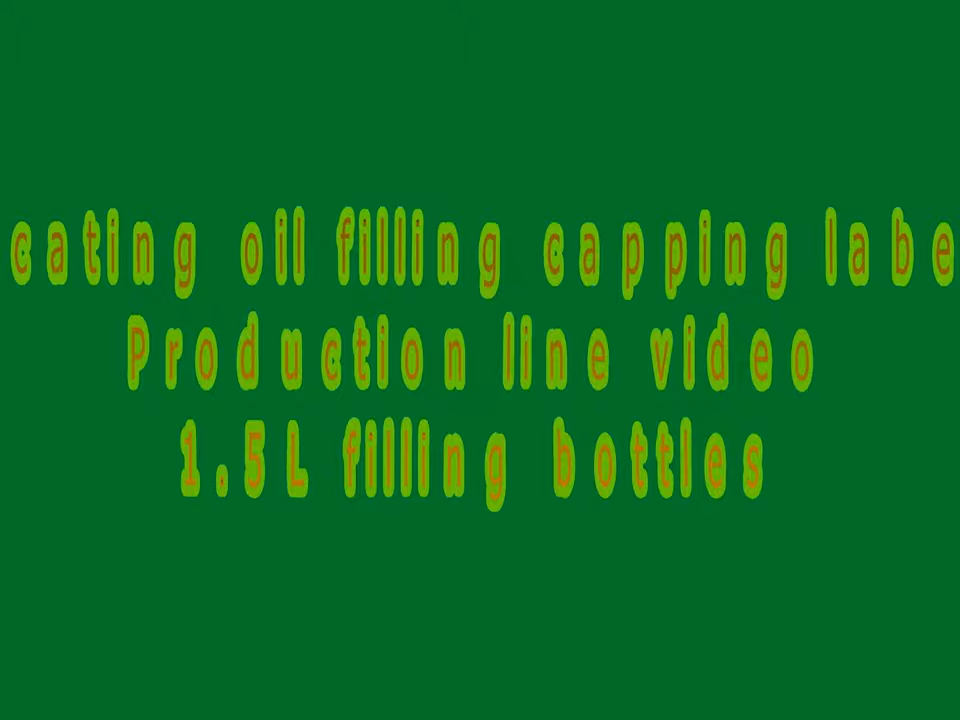 cating oil filling capping labe
Production line video
1.5L filling bottles